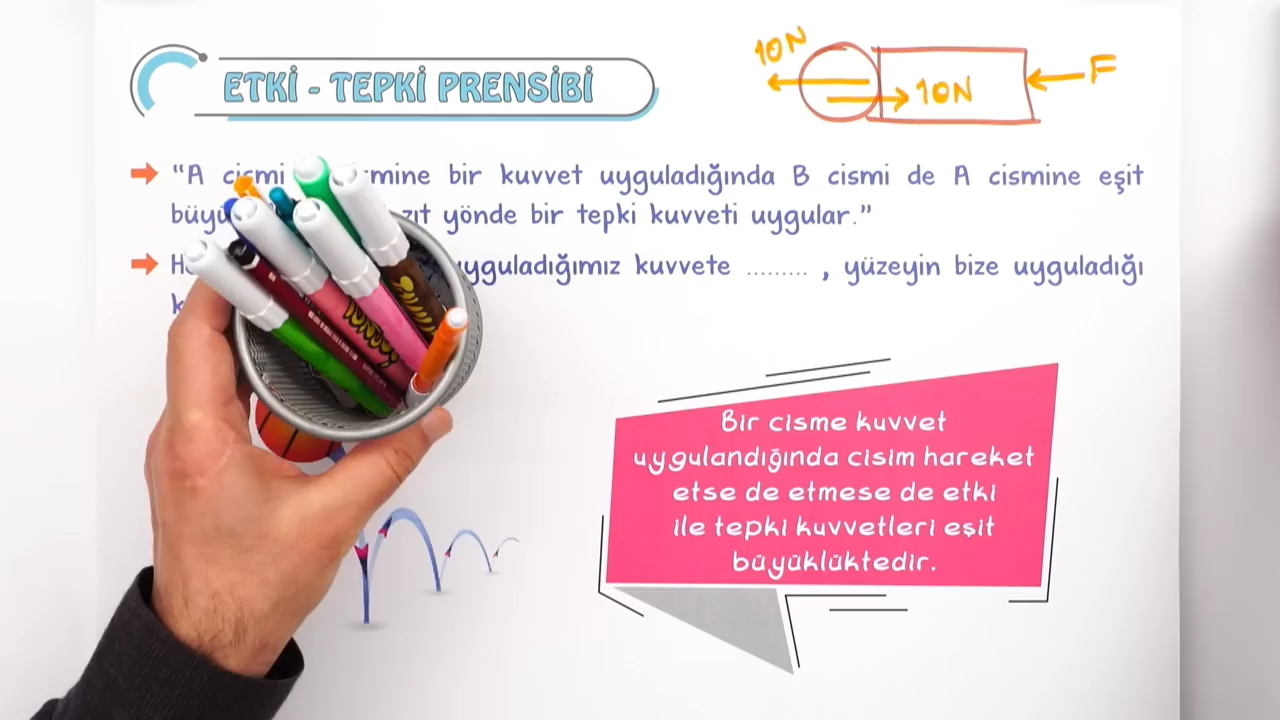 ETKİ - TEPKİ PRENSİBİ
10N
10N
F
"A cismi cismine bir kuvvet uyguladığında B cismi de A cismine eşit
zıt yönde bir tepki kuvveti uygular."
uyguladığımız kuvvete ......... , yüzeyin bize uyguladığı
Bir cisme kuvvet
uygulandığında cisim hareket
etse de etmese de etki
ile tepki kuvvetleri eşit
büyüklüktedir.